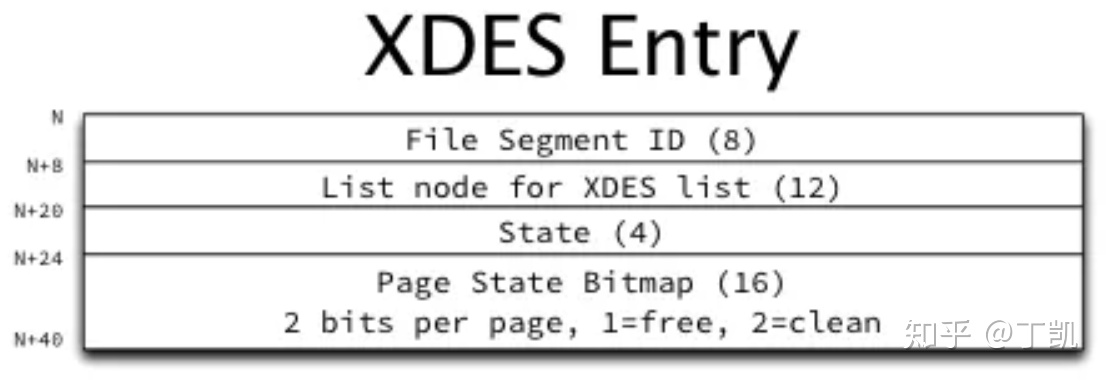 XDES Entry
N
File Segment ID (8)
N+8
List node for XDES list (12)
N+20
State (4)
N+24
Page State Bitmap (16)
2 bits per page, 1=free, 2=clean
N+40
知乎 @丁凯